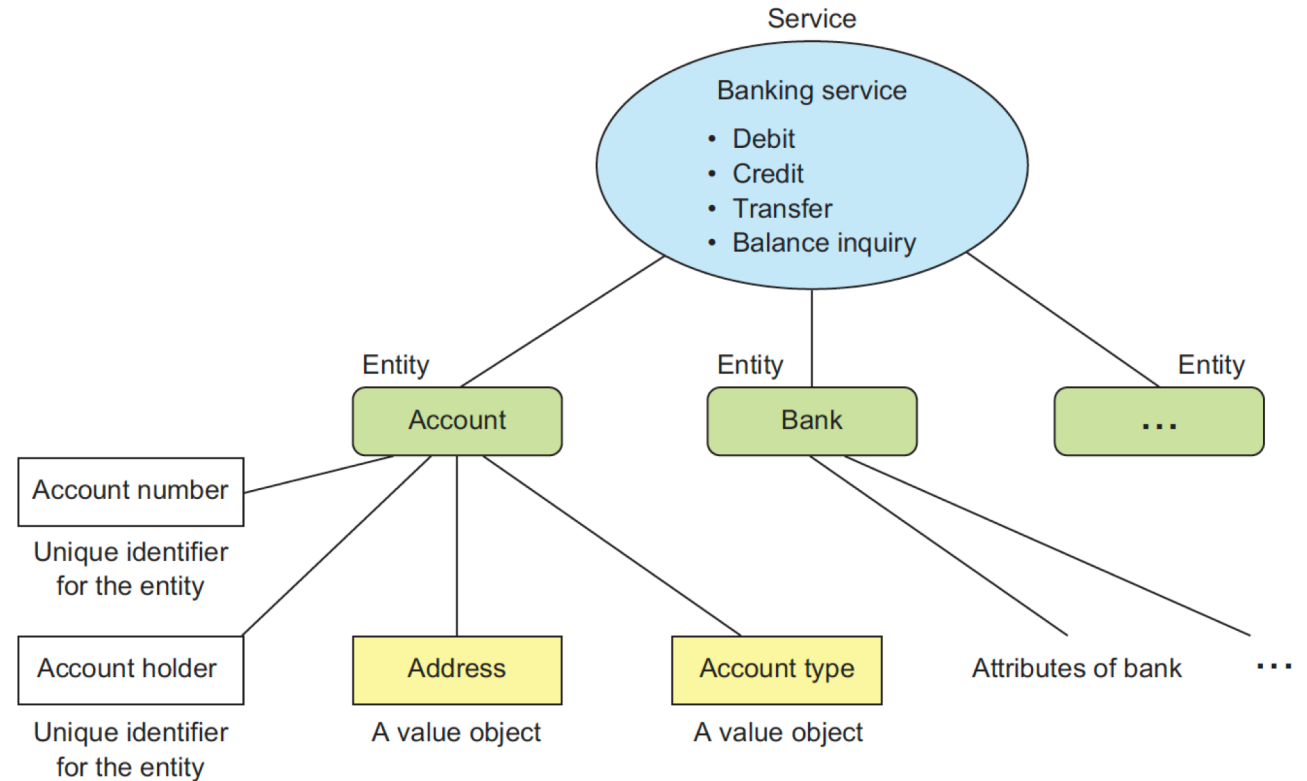 Service
Banking service
• Debit
• Credit
• Transfer
• Balance inquiry
Entity
Entity
Entity
Account
Bank
...
Account number
Unique identifier
for the entity
Account holder
Address
Account type
Attributes of bank
...
Unique identifier
for the entity
A value object
A value object